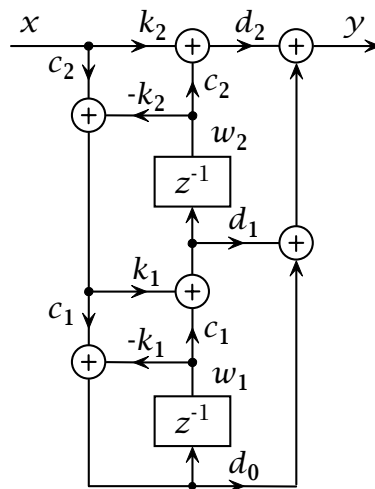 x k₂ d₂ y
c₂ + +
-k₂ c₂
+
w₂
z⁻¹
d₁
+
k₁
+
c₁ c₁
-k₁
+
w₁
z⁻¹
d₀